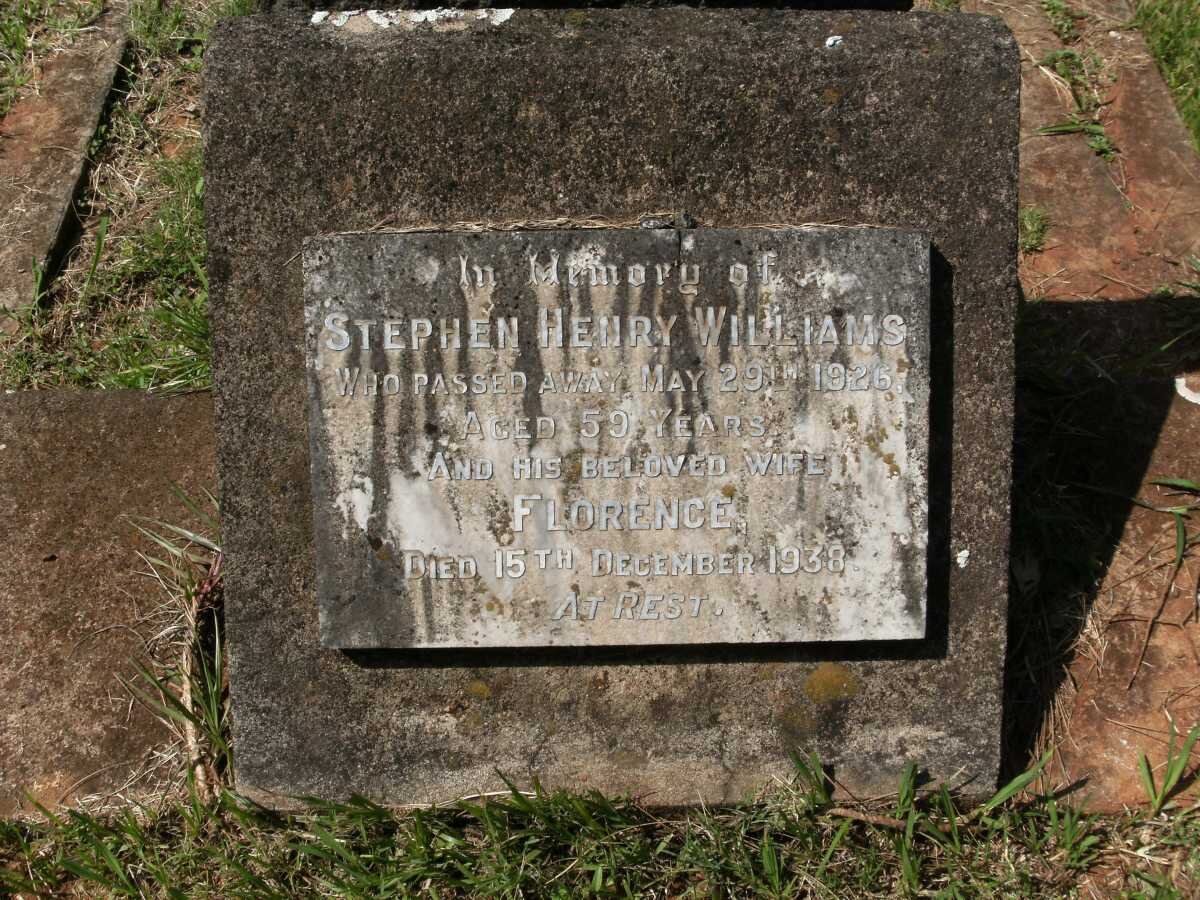 In Memory of
STEPHEN HENRY WILLIAMS
WHO PASSED AWAY MAY 29TH 1926,
AGED 59 YEARS
AND HIS BELOVED WIFE
FLORENCE
DIED 15TH DECEMBER 1938.
AT REST.